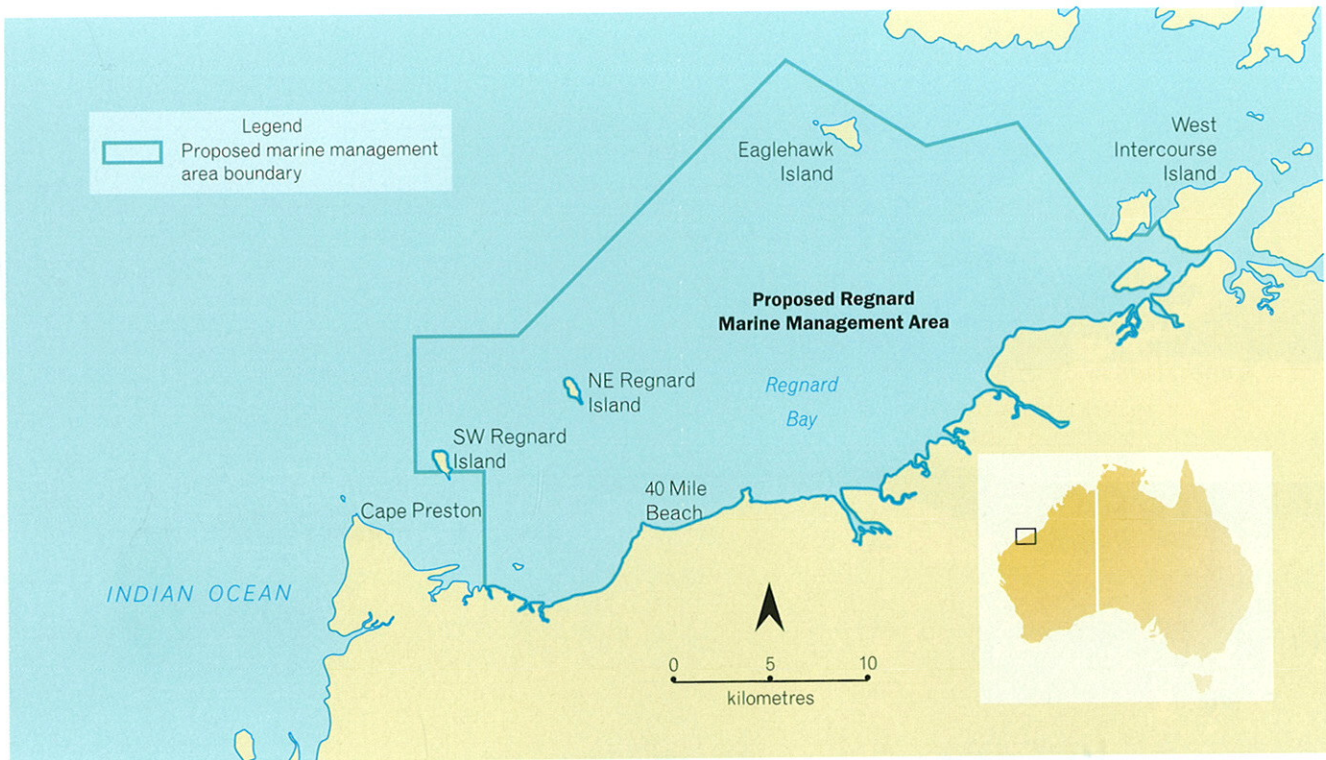 Legend
Proposed marine management
area boundary
West
Intercourse
Island
Eaglehawk
Island
Proposed Regnard
Marine Management Area
NE Regnard
Island
Regnard
Bay
SW Regnard
Island
40 Mile
Beach
Cape Preston
INDIAN OCEAN
0 5 10
kilometres